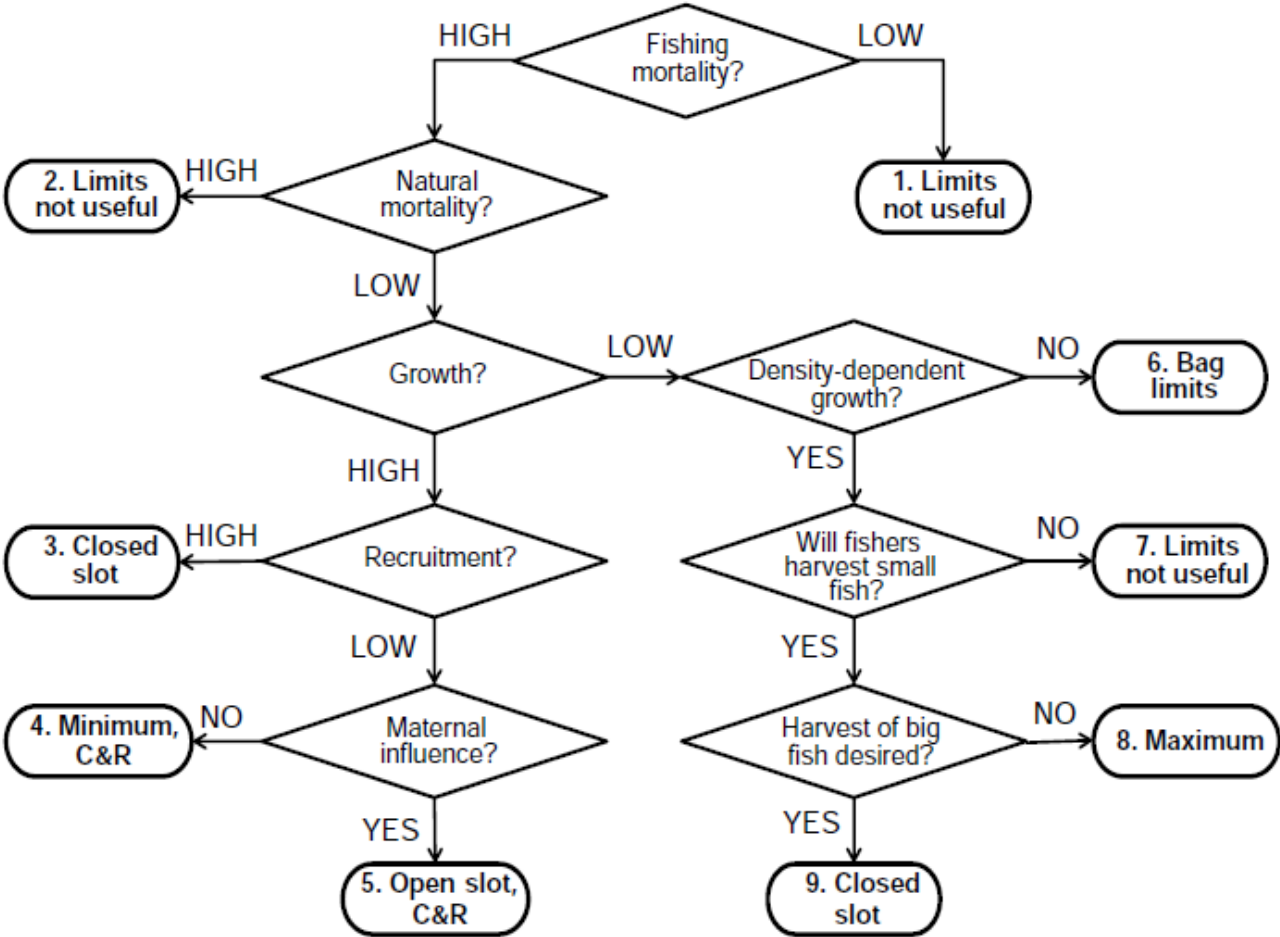 HIGH
Fishing
mortality?
LOW
2. Limits
not useful
HIGH
Natural
mortality?
1. Limits
not useful
LOW
Growth?
LOW
Density-dependent
growth?
NO
6. Bag
limits
HIGH
YES
3. Closed
slot
HIGH
Recruitment?
Will fishers
harvest small
fish?
NO
7. Limits
not useful
LOW
YES
4. Minimum,
C&R
NO
Maternal
influence?
Harvest of big
fish desired?
NO
8. Maximum
YES
YES
5. Open slot,
C&R
9. Closed
slot